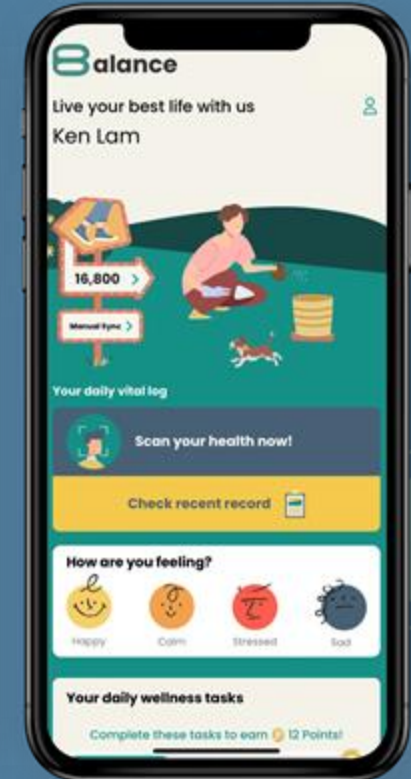 Balance
Live your best life with us
Ken Lam
16,800
Manual Sync
Your daily vital log
Scan your health now!
Check recent record
How are you feeling?
Happy Calm Stressed Sad
Your daily wellness tasks
Complete these tasks to earn P 12 Points!